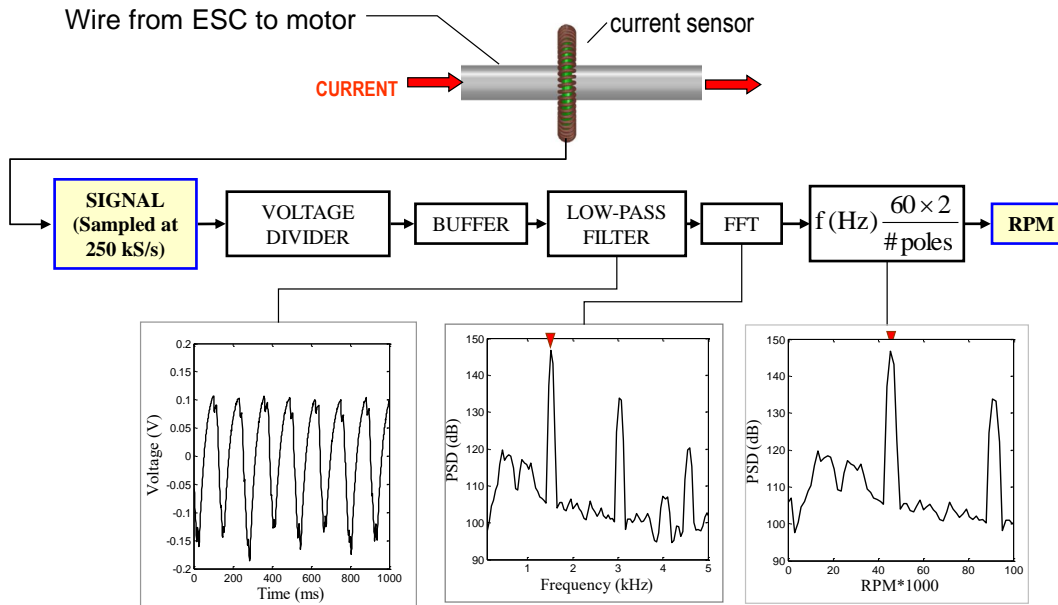 Wire from ESC to motor
current sensor
CURRENT
SIGNAL
(Sampled at
250 kS/s)
VOLTAGE
DIVIDER
BUFFER
LOW-PASS
FILTER
FFT
f (Hz) 60 × 2
# poles
RPM
0.2
0.15
0.1
0.05
0
-0.05
-0.1
-0.15
-0.2
Voltage (V)
0 200 400 600 800 1000
Time (ms)
150
140
130
120
110
100
90
PSD (dB)
1 2 3 4 5
Frequency (kHz)
150
140
130
120
110
100
90
PSD (dB)
0 20 40 60 80 100
RPM*1000